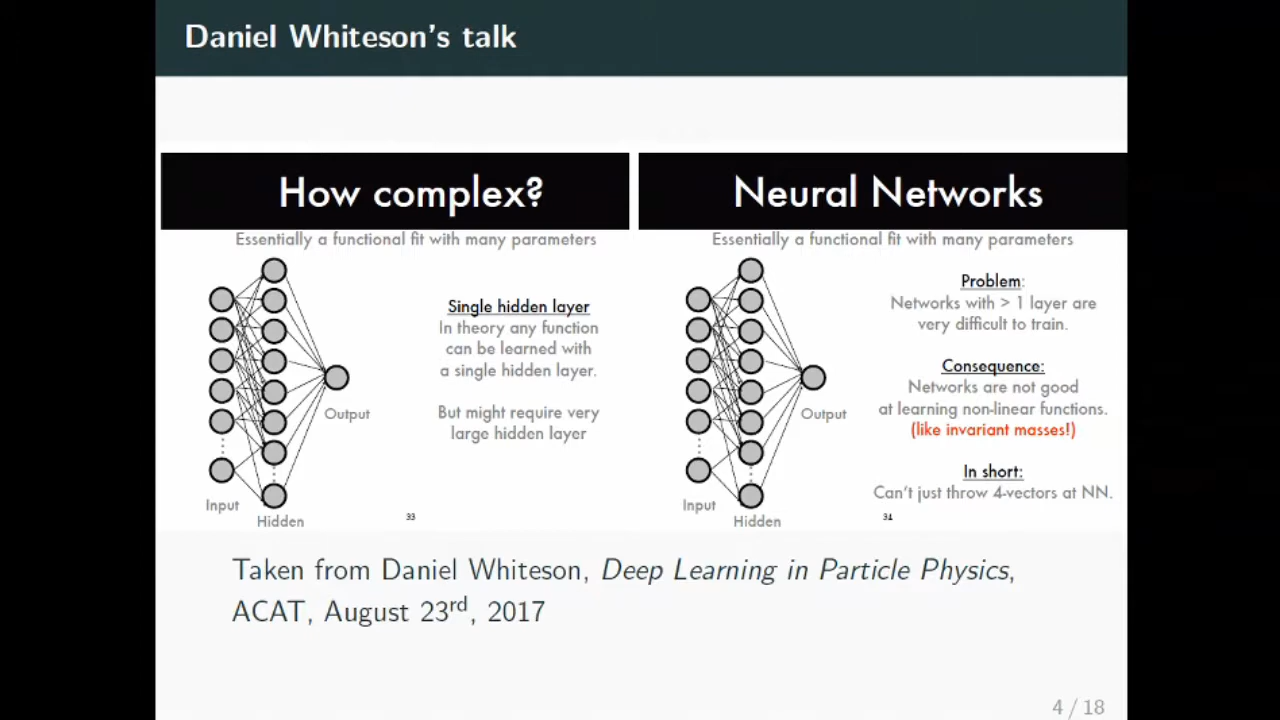 Daniel Whiteson's talk
How complex?
Essentially a functional fit with many parameters
Single hidden layer
In theory any function
can be learned with
a single hidden layer.
But might require very
large hidden layer
Output
Input
Hidden
33
Neural Networks
Essentially a functional fit with many parameters
Problem:
Networks with > 1 layer are
very difficult to train.
Consequence:
Networks are not good
at learning non-linear functions.
(like invariant masses!)
In short:
Can't just throw 4-vectors at NN.
Output
Input
Hidden
34
Taken from Daniel Whiteson, Deep Learning in Particle Physics,
ACAT, August 23rd, 2017
4 / 18